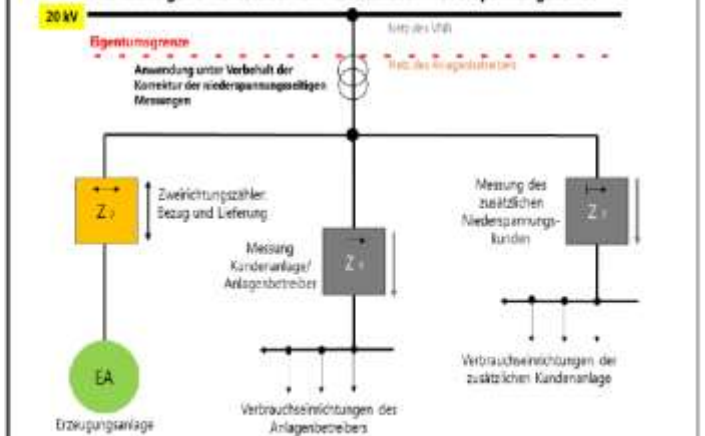 20 kV
Netz des VNB
Eigentumsgrenze
Netz des Anlagenbetreibers
Anwendung unter Vorbehalt der
Korrektur der niederspannungsseitigen
Messungen
Z 2
Zweirichtungszähler:
Bezug und Lieferung
Messung des
zusätzlichen
Niederspannungs-
kunden
Z
Messung
Kundenanlage/
Anlagenbetreiber
Z
EA
Erzeugungsanlage
Verbrauchseinrichtungen des
Anlagenbetreibers
Verbrauchseinrichtungen der
zusätzlichen Kundenanlage